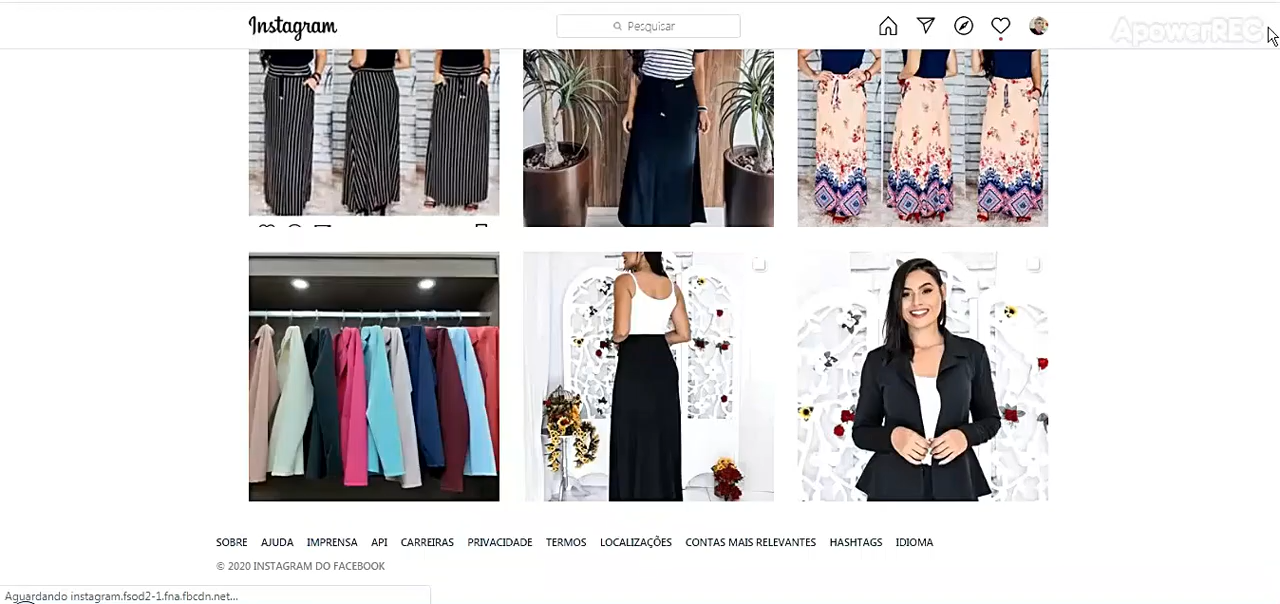 Instagram
Pesquisar
ApowerREC
SOBRE AJUDA IMPRENSA API CARREIRAS PRIVACIDADE TERMOS LOCALIZAÇÕES CONTAS MAIS RELEVANTES HASHTAGS IDIOMA
© 2020 INSTAGRAM DO FACEBOOK
Aguardando instagram.fsod2-1.fna.fbcdn.net...